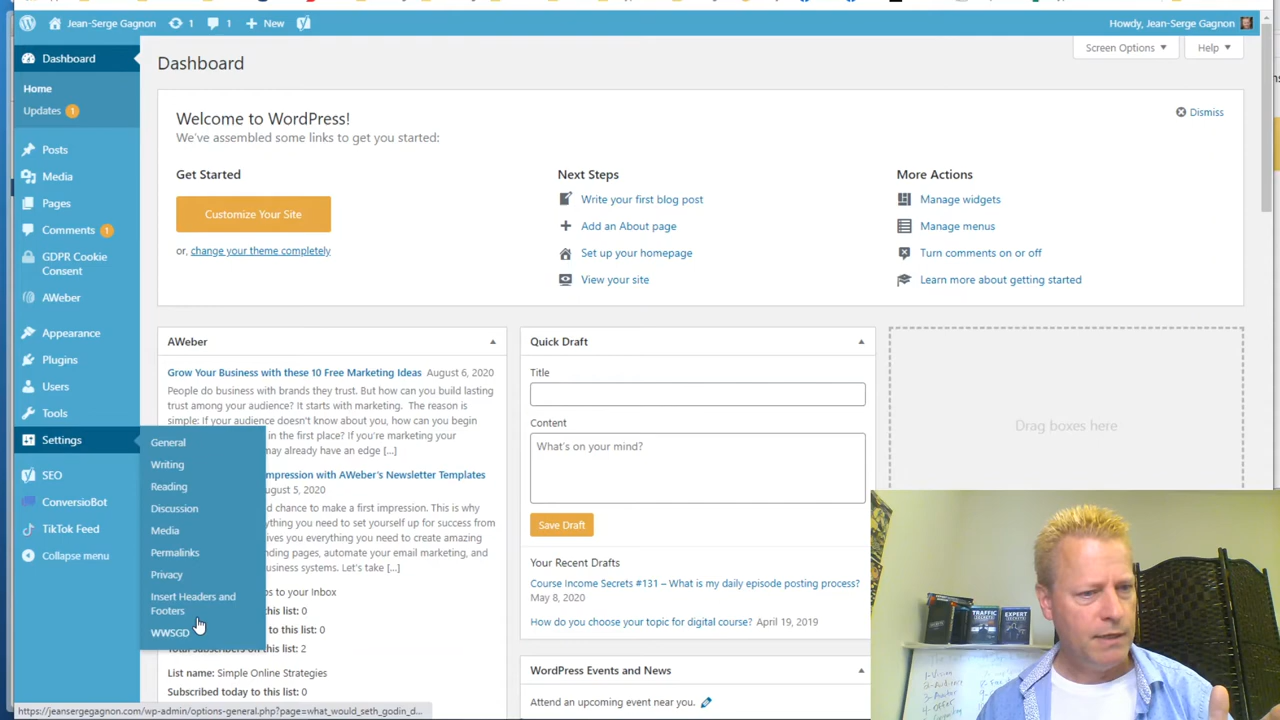 Jean-Serge Gagnon 1 1 New Howdy, Jean-Serge Gagnon
Screen Options Help
Dashboard
Home
Updates 1
Posts
Media
Pages
Comments 1
GDPR Cookie
Consent
AWeber
Appearance
Plugins
Users
Tools
Settings
SEO
ConversioBot
TikTok Feed
Collapse menu
General
Writing
Reading
Discussion
Media
Permalinks
Privacy
Insert Headers and
Footers
WWSGD
Dashboard
Welcome to WordPress!
We've assembled some links to get you started:
Dismiss
Get Started
Customize Your Site
or, change your theme completely
Next Steps
Write your first blog post
Add an About page
Set up your homepage
View your site
More Actions
Manage widgets
Manage menus
Turn comments on or off
Learn more about getting started
AWeber
Grow Your Business with these 10 Free Marketing Ideas August 6, 2020
People do business with brands they trust. But how can you build lasting
trust among your audience? It starts with marketing. The reason is
simple: If your audience doesn't know about you, how can you begin
in the first place? If you're marketing your
may already have an edge [...]
mpression with AWeber's Newsletter Templates
ugust 5, 2020
d chance to make a first impression. This is why
everything you need to set yourself up for success from
nding pages, automate your email marketing,
business systems. Let's take [...]
os to your Inbox
this list: 0
to this list: 0
Total subscribers on this list: 2
List name: Simple Online Strategies
Subscribed today to this list: 0
Quick Draft
Title
Content
What's on your mind?
Save Draft
Your Recent Drafts
Course Income Secrets #131 – What is my daily episode posting process?
May 8, 2020
How do you choose your topic for digital course? April 19, 2019
WordPress Events and News
Attend an upcoming event near you.
Drag boxes here
TRAFFIC
SECRETS
EXPERT
SECRETS
https://jeansergegagnon.com/wp-admin/options-general.php?page=what_would_seth_godin_d...